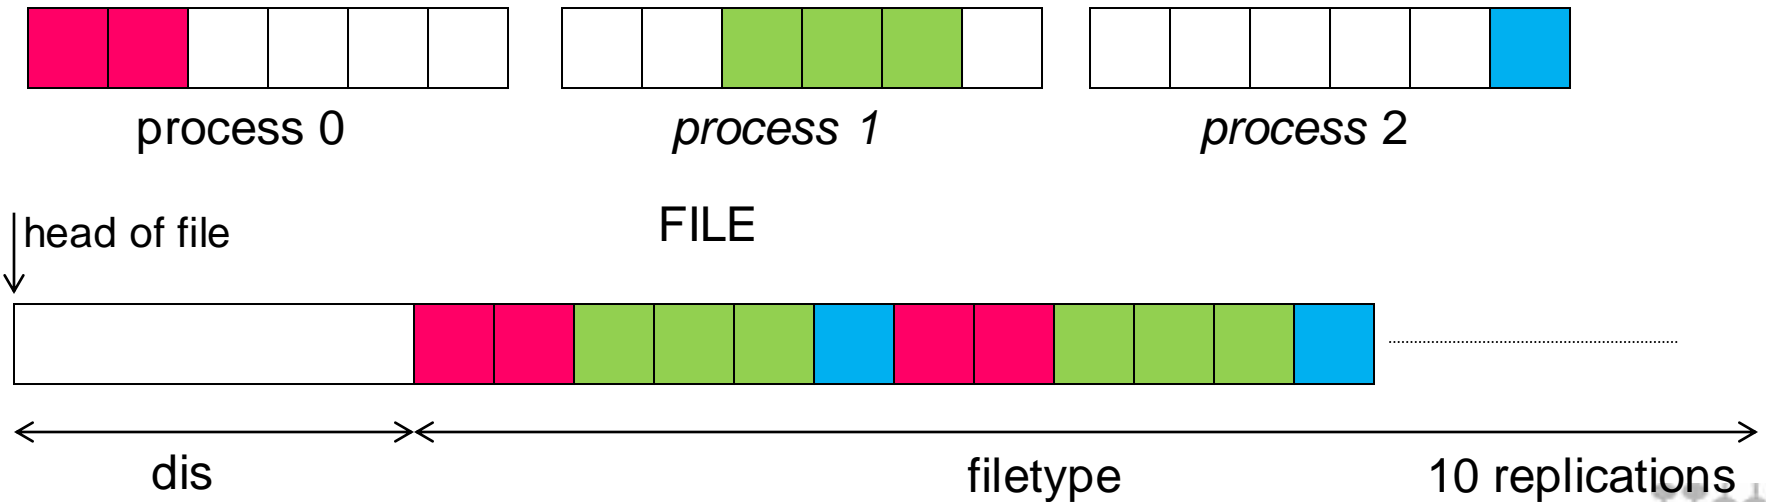 process 0
process 1
process 2
head of file
FILE
dis
filetype
10 replications